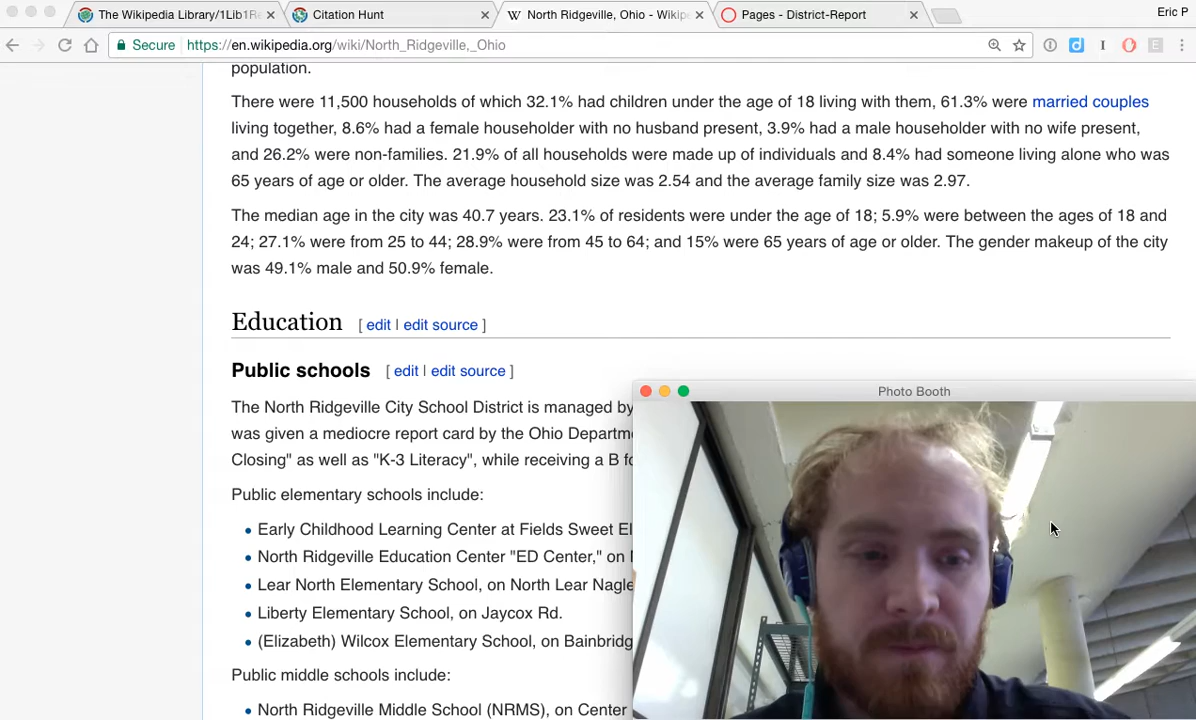 The Wikipedia Library/1Lib1Re
Citation Hunt
North Ridgeville, Ohio - Wikipe
Pages - District-Report
Eric P
Secure https://en.wikipedia.org/wiki/North_Ridgeville,_Ohio
population.
There were 11,500 households of which 32.1% had children under the age of 18 living with them, 61.3% were married couples
living together, 8.6% had a female householder with no husband present, 3.9% had a male householder with no wife present,
and 26.2% were non-families. 21.9% of all households were made up of individuals and 8.4% had someone living alone who was
65 years of age or older. The average household size was 2.54 and the average family size was 2.97.
The median age in the city was 40.7 years. 23.1% of residents were under the age of 18; 5.9% were between the ages of 18 and
24; 27.1% were from 25 to 44; 28.9% were from 45 to 64; and 15% were 65 years of age or older. The gender makeup of the city
was 49.1% male and 50.9% female.
Education [ edit | edit source ]
Public schools [ edit | edit source ]
The North Ridgeville City School District is managed by
was given a mediocre report card by the Ohio Departme
Closing" as well as "K-3 Literacy", while receiving a B fo
Public elementary schools include:
Early Childhood Learning Center at Fields Sweet El
North Ridgeville Education Center "ED Center," on
Lear North Elementary School, on North Lear Nagle
Liberty Elementary School, on Jaycox Rd.
(Elizabeth) Wilcox Elementary School, on Bainbridg
Public middle schools include:
North Ridgeville Middle School (NRMS), on Center
Photo Booth